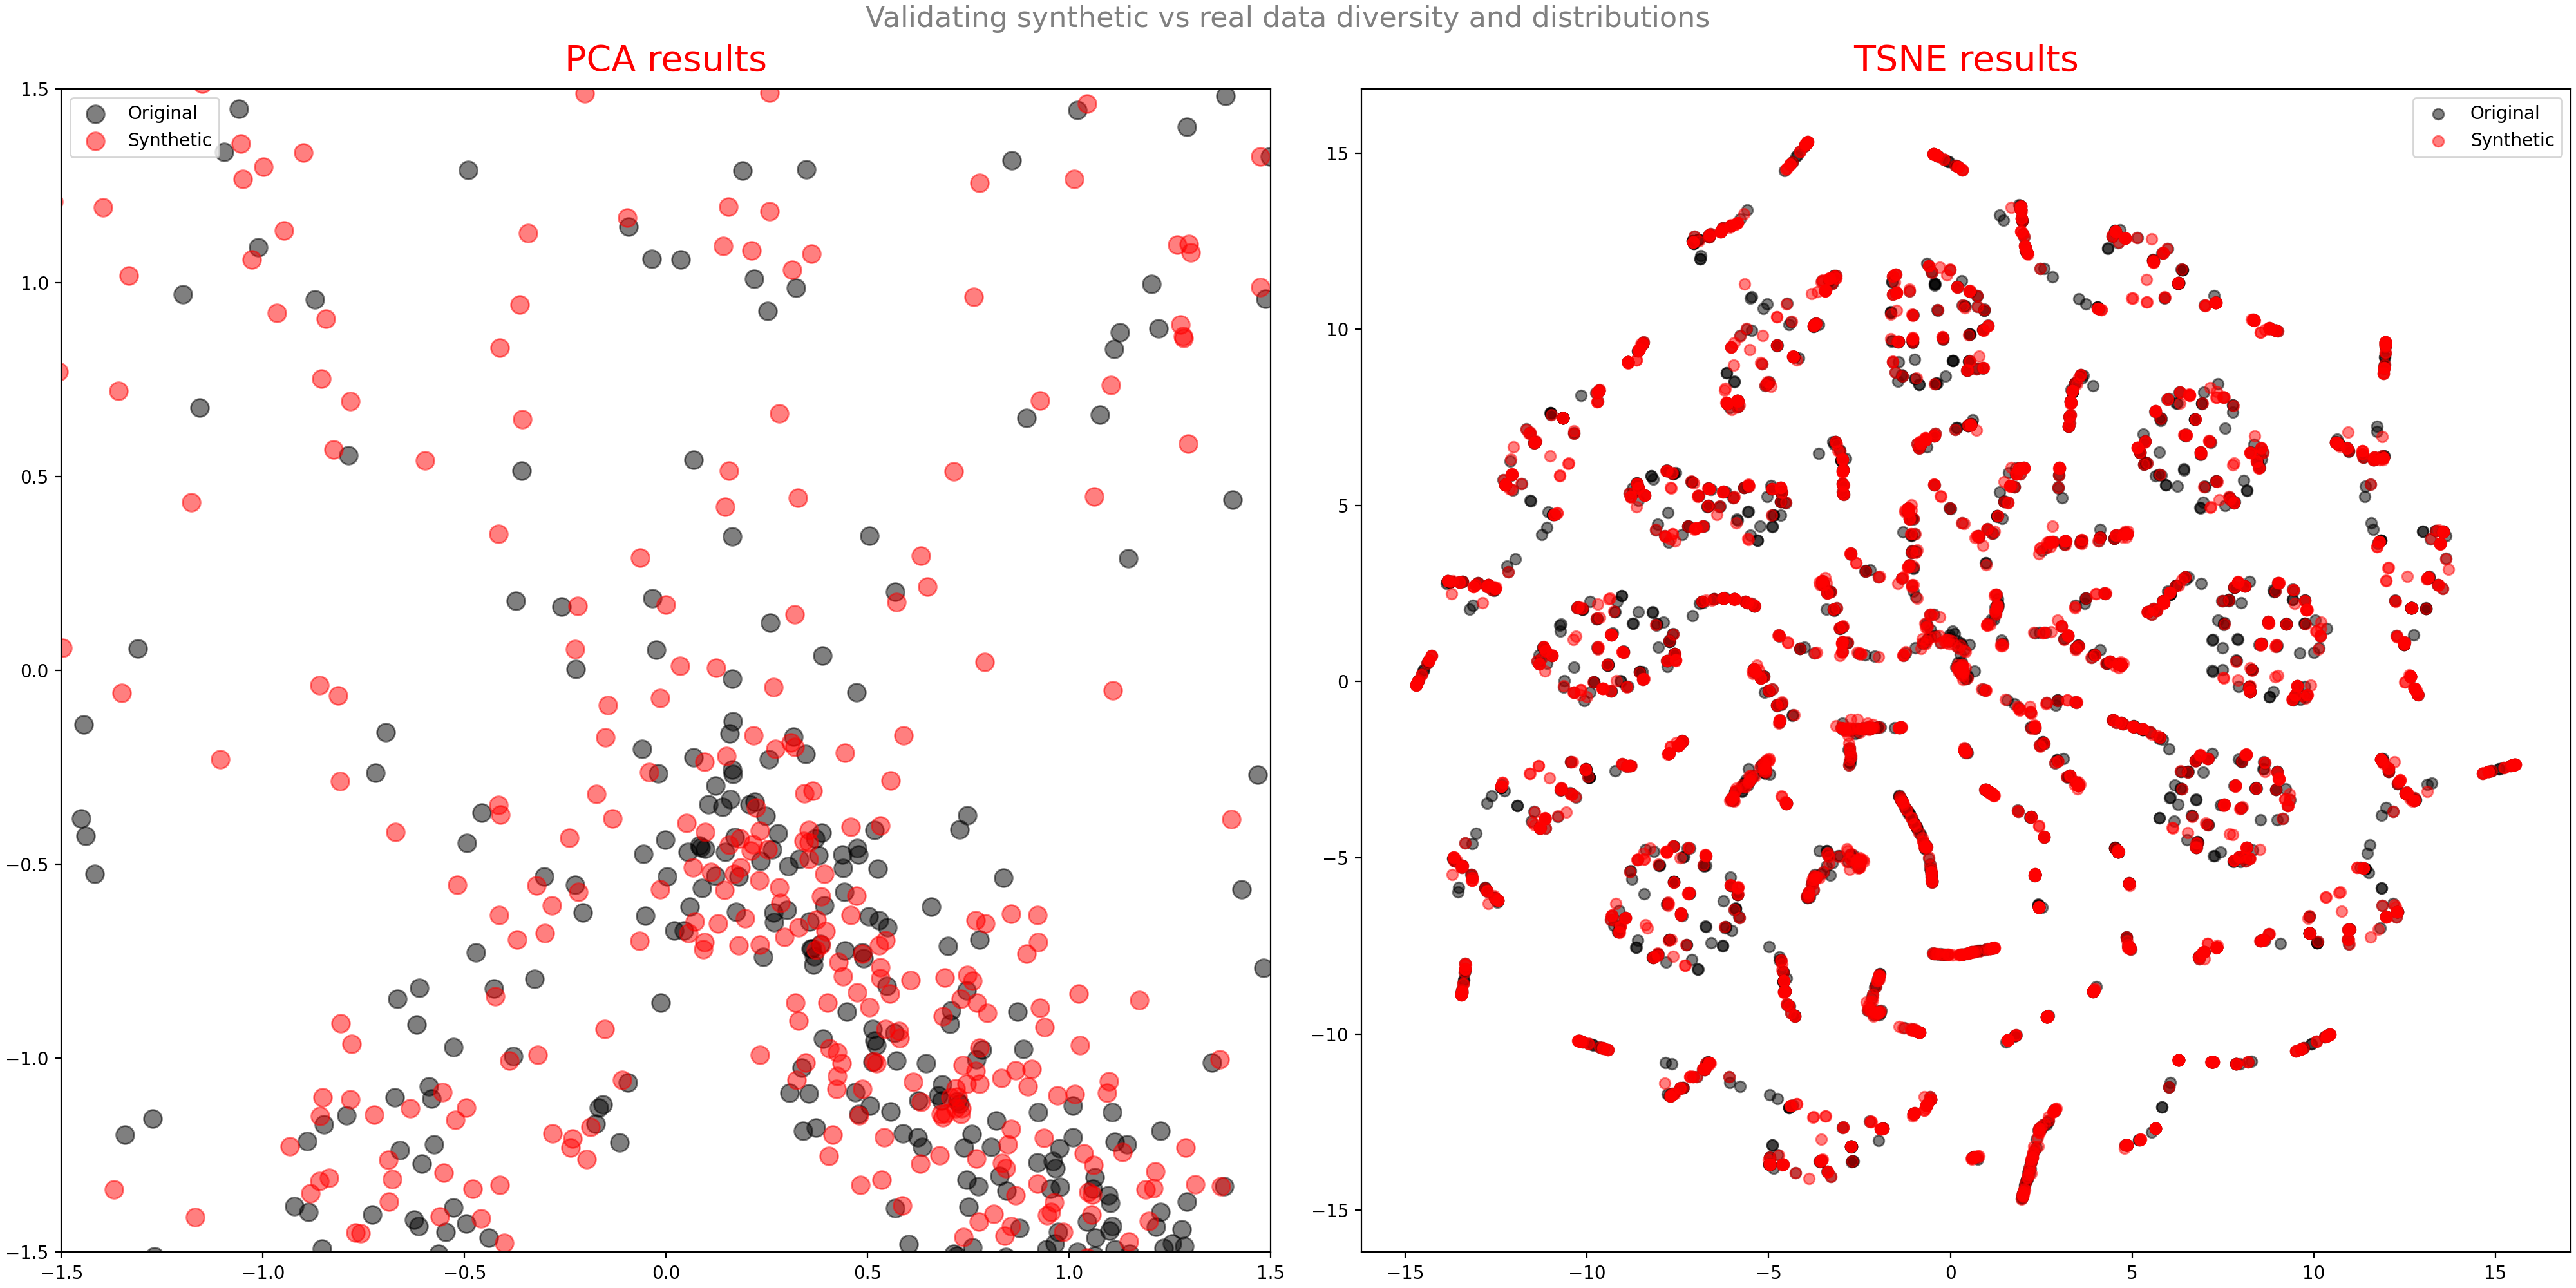 Validating synthetic vs real data diversity and distributions
PCA results
Original
Synthetic
1.5
1.0
0.5
0.0
−0.5
−1.0
−1.5
−1.5 −1.0 −0.5 0.0 0.5 1.0 1.5
TSNE results
Original
Synthetic
15
10
5
0
−5
−10
−15
−15 −10 −5 0 5 10 15